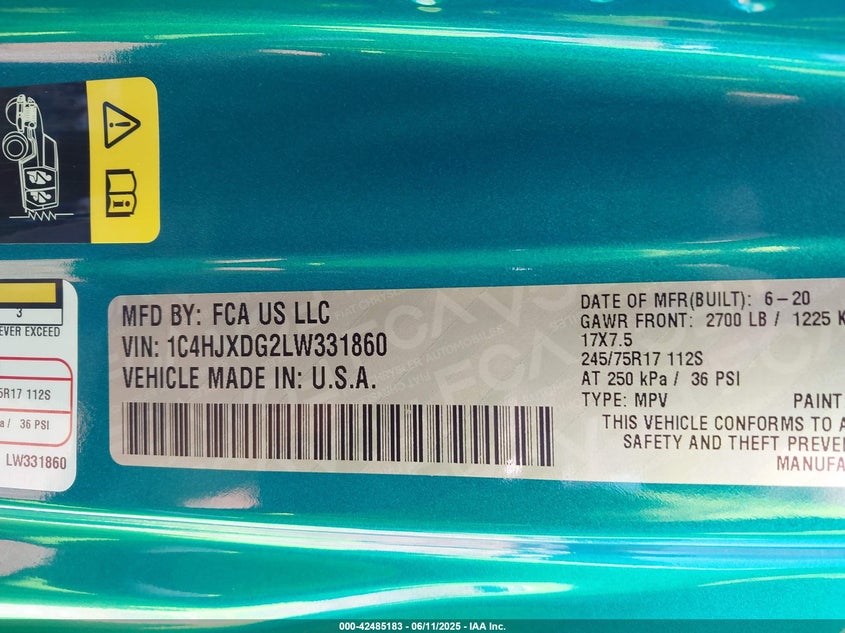 3
EVER EXCEED
5R17 112S
a / 36 PSI
LW331860
MFD BY: FCA US LLC
VIN: 1C4HJXDG2LW331860
VEHICLE MADE IN: U.S.A.
DATE OF MFR(BUILT): 6-20
GAWR FRONT: 2700 LB / 1225 K
17X7.5
245/75R17 112S
AT 250 kPa / 36 PSI
TYPE: MPV PAINT
THIS VEHICLE CONFORMS TO A
SAFETY AND THEFT PREVE
MANUFA
000-42485183 - 06/11/2025 - IAA Inc.